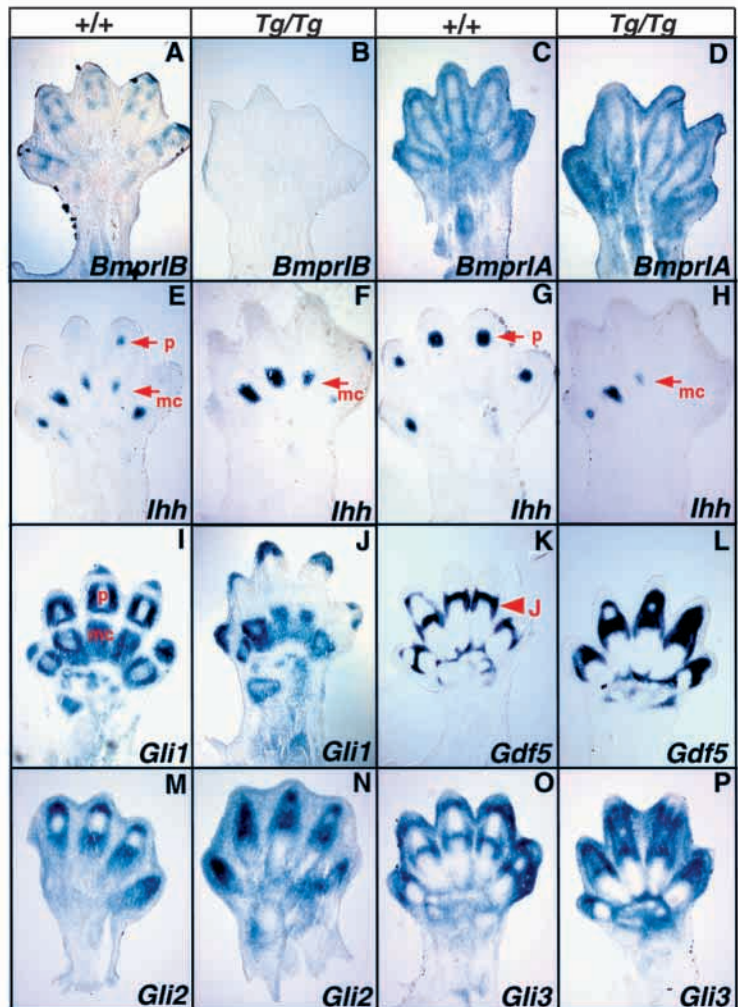 +/+ Tg/Tg +/+ Tg/Tg
A B C D
BmprIB BmprIB BmprIA BmprIA
E F G H
p p
mc mc mc
Ihh Ihh Ihh Ihh
I J K L
p J
mc
Gli1 Gli1 Gdf5 Gdf5
M N O P
Gli2 Gli2 Gli3 Gli3